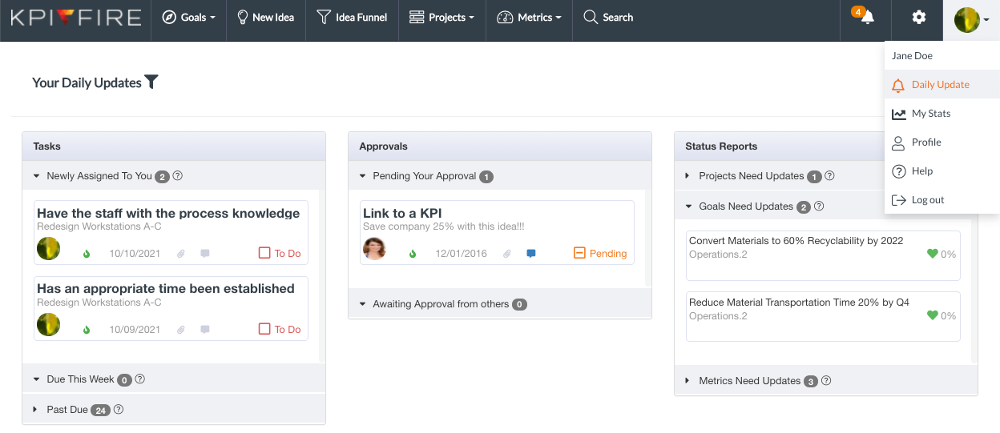 KPI FIRE
Goals
New Idea
Idea Funnel
Projects
Metrics
Search
4
Jane Doe
Daily Update
My Stats
Profile
Help
Log out
Your Daily Updates
Tasks
Newly Assigned To You 2 ?
Have the staff with the process knowledge
Redesign Workstations A-C
10/10/2021 To Do
Has an appropriate time been established
Redesign Workstations A-C
10/09/2021 To Do
Due This Week 0 ?
Past Due 24 ?
Approvals
Pending Your Approval 1
Link to a KPI
Save company 25% with this idea!!!
12/01/2016 Pending
Awaiting Approval from others 0
Status Reports
Projects Need Updates 1 ?
Goals Need Updates 2 ?
Convert Materials to 60% Recyclability by 2022
Operations.2
0%
Reduce Material Transportation Time 20% by Q4
Operations.2
0%
Metrics Need Updates 3 ?